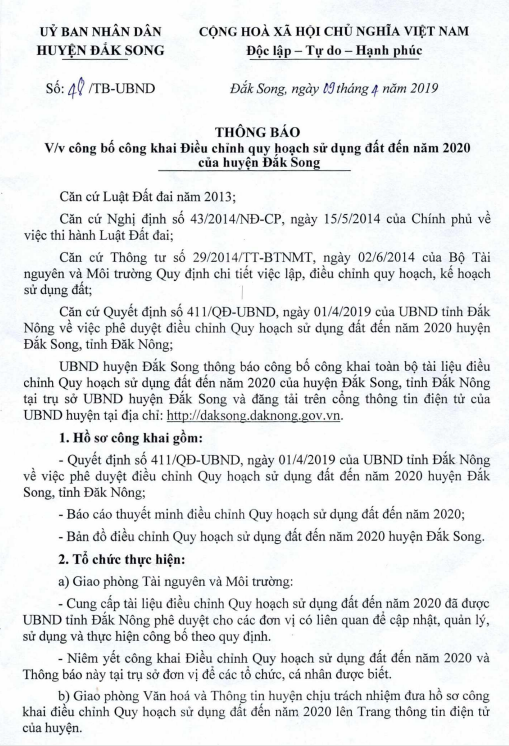 UỶ BAN NHÂN DÂN
HUYỆN ĐẮK SONG
CỘNG HOÀ XÃ HỘI CHỦ NGHĨA VIỆT NAM
Độc lập – Tự do – Hạnh phúc
Số: /TB-UBND
Đắk Song, ngày 09 tháng 4 năm 2019
THÔNG BÁO
V/v công bố công khai Điều chỉnh quy hoạch sử dụng đất đến năm 2020
của huyện Đắk Song
Căn cứ Luật Đất đai năm 2013;
Căn cứ Nghị định số 43/2014/NĐ-CP, ngày 15/5/2014 của Chính phủ về
việc thi hành Luật Đất đai;
Căn cứ Thông tư số 29/2014/TT-BTNMT, ngày 02/6/2014 của Bộ Tài
nguyên và Môi trường Quy định chi tiết việc lập, điều chỉnh quy hoạch, kế hoạch
sử dụng đất;
Căn cứ Quyết định số 411/QĐ-UBND, ngày 01/4/2019 của UBND tỉnh Đắk
Nông về việc phê duyệt điều chỉnh Quy hoạch sử dụng đất đến năm 2020 huyện
Đắk Song, tỉnh Đăk Nông;
UBND huyện Đắk Song thông báo công bố công khai toàn bộ tài liệu điều
chỉnh Quy hoạch sử dụng đất đến năm 2020 của huyện Đắk Song, tỉnh Đắk Nông
tại trụ sở UBND huyện Đắk Song và đăng tải trên cổng thông tin điện tử của
UBND huyện tại địa chỉ: http://daksong.daknong.gov.vn.
1. Hồ sơ công khai gồm:
- Quyết định số 411/QĐ-UBND, ngày 01/4/2019 của UBND tỉnh Đắk Nông
về việc phê duyệt điều chỉnh Quy hoạch sử dụng đất đến năm 2020 huyện Đắk
Song, tỉnh Đăk Nông;
- Báo cáo thuyết minh điều chỉnh Quy hoạch sử dụng đất đến năm 2020;
- Bản đồ điều chỉnh Quy hoạch sử dụng đất đến năm 2020 huyện Đắk Song.
2. Tổ chức thực hiện:
a) Giao phòng Tài nguyên và Môi trường:
- Cung cấp tài liệu điều chỉnh Quy hoạch sử dụng đất đến năm 2020 đã được
UBND tỉnh Đắk Nông phê duyệt cho các đơn vị có liên quan để cập nhật, quản lý,
sử dụng và thực hiện công bố theo quy định.
- Niêm yết công khai Điều chỉnh Quy hoạch sử dụng đất đến năm 2020 và
Thông báo này tại trụ sở đơn vị để các tổ chức, cá nhân được biết.
b) Giao phòng Văn hoá và Thông tin huyện chịu trách nhiệm đưa hồ sơ công
khai điều chỉnh Quy hoạch sử dụng đất đến năm 2020 lên Trang thông tin điện tử
của huyện.